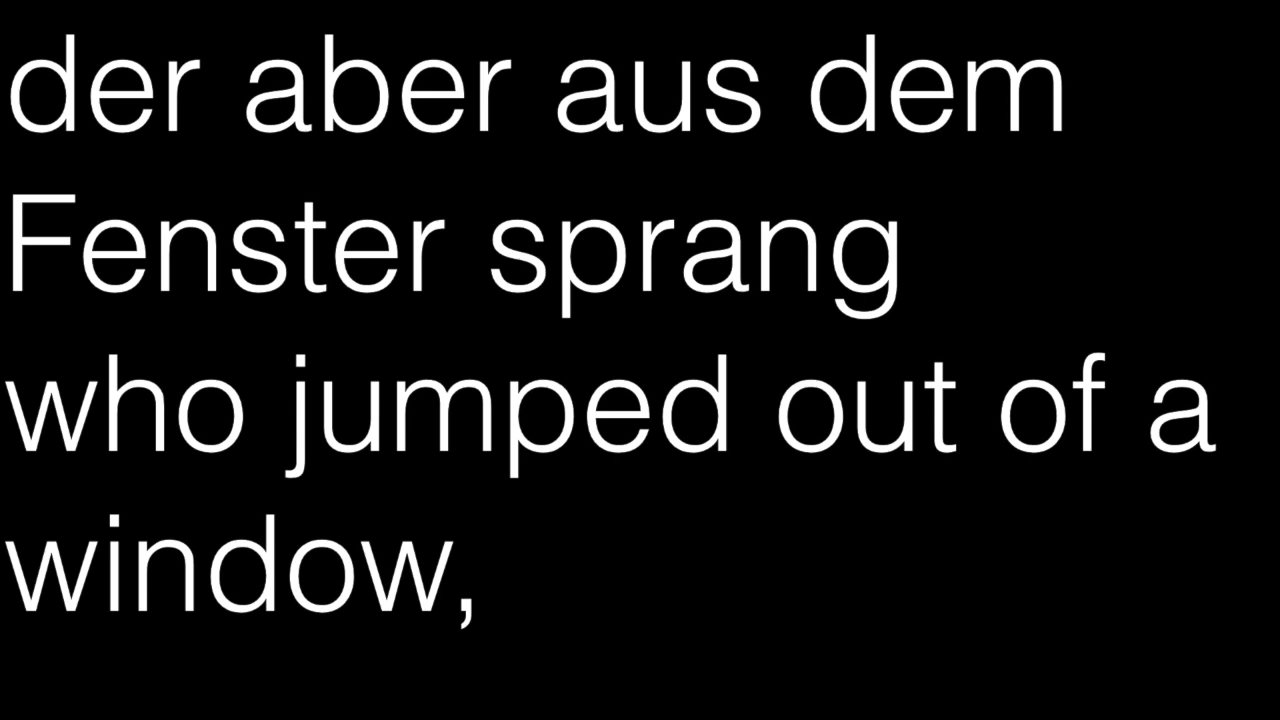 der aber aus dem
Fenster sprang
who jumped out of a
window,